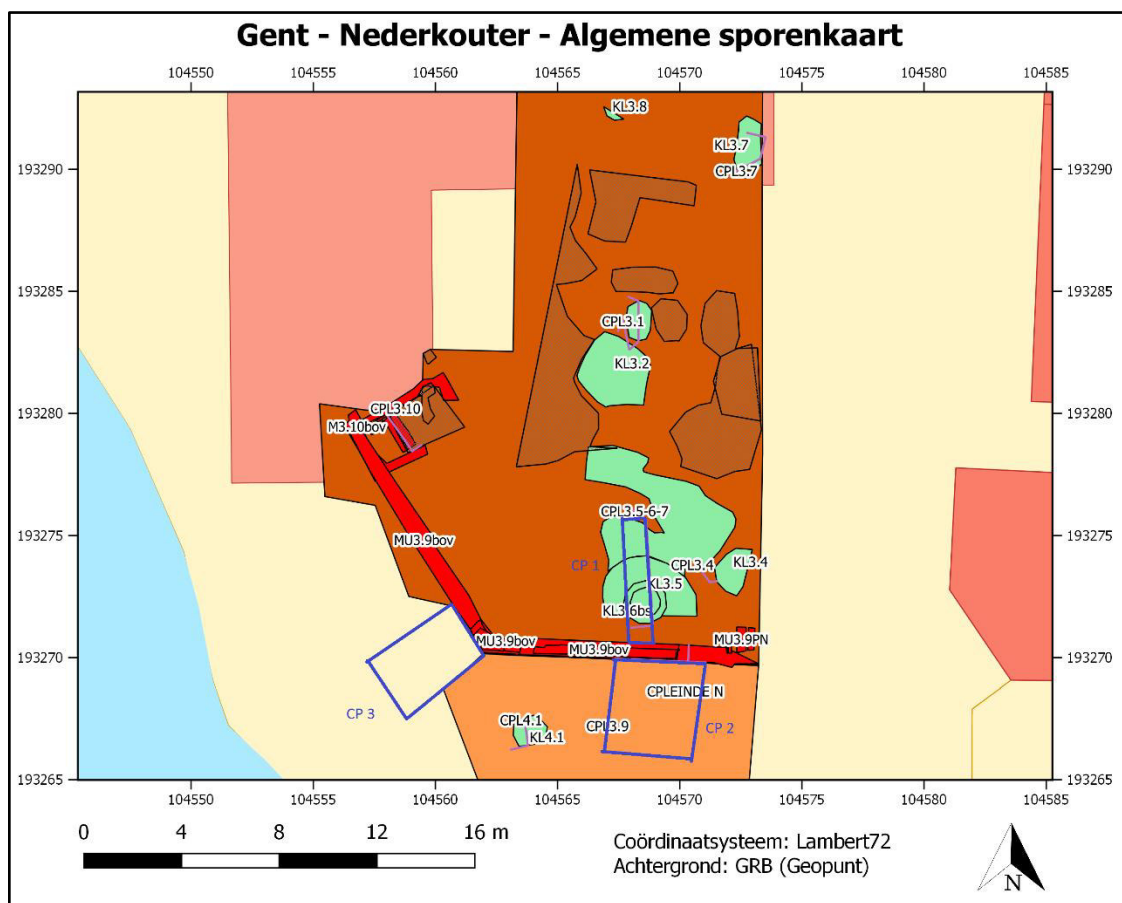 Gent - Nederkouter - Algemene sporenkaart
104550 104555 104560 104565 104570 104575 104580 104585
KL3.8
KL3.7
CPL3.7
193290 193290
193285 193285
CPL3.1
KL3.2
193280 193280
CPL3.10
M3.10bov
CPL3.5-6-7
193275 193275
MU3.9bov
CP 1
CPL3.4
KL3.4
KL3.5
KL3.6bs
MU3.9bov
MU3.9bov
MU3.9PN
193270 193270
CPLEINDE N
CP 3
CPL4.1
KL4.1
CPL3.9
CP 2
193265 193265
104550 104555 104560 104565 104570 104575 104580 104585
0 4 8 12 16 m
Coördinaatsysteem: Lambert72
Achtergrond: GRB (Geopunt)
N